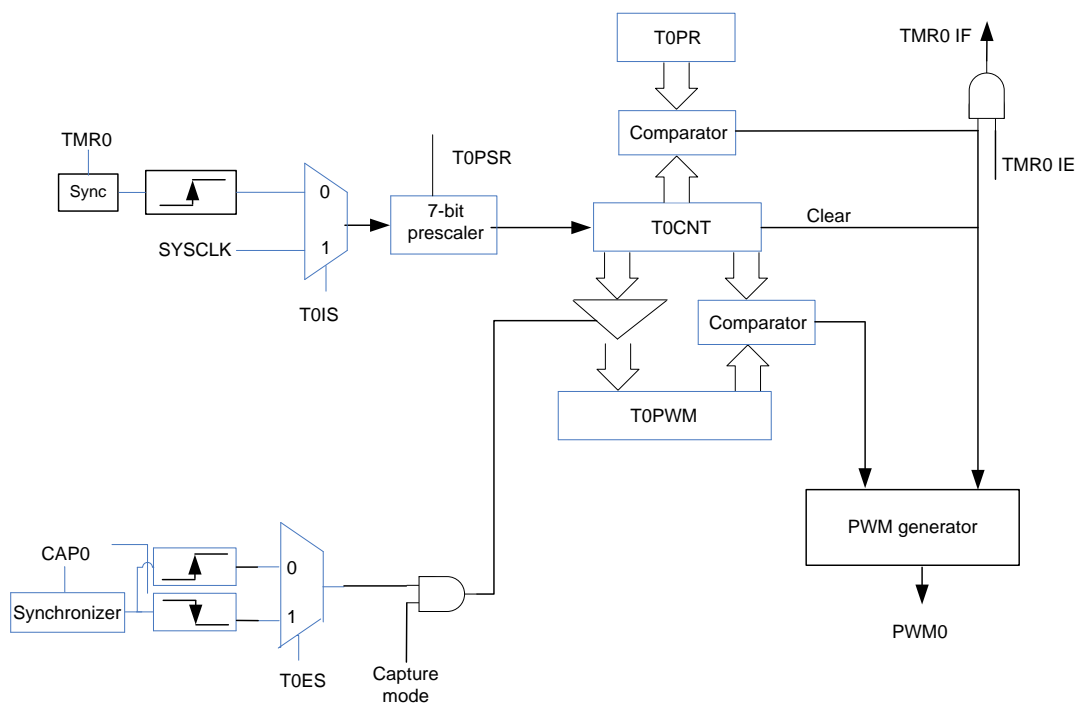 T0PR
TMR0 IF
Comparator
TMR0
T0PSR
TMR0 IE
Sync
0
7-bit
prescaler
T0CNT
Clear
SYSCLK
1
T0IS
Comparator
T0PWM
PWM generator
CAP0
0
Synchronizer
1
PWM0
T0ES
Capture
mode